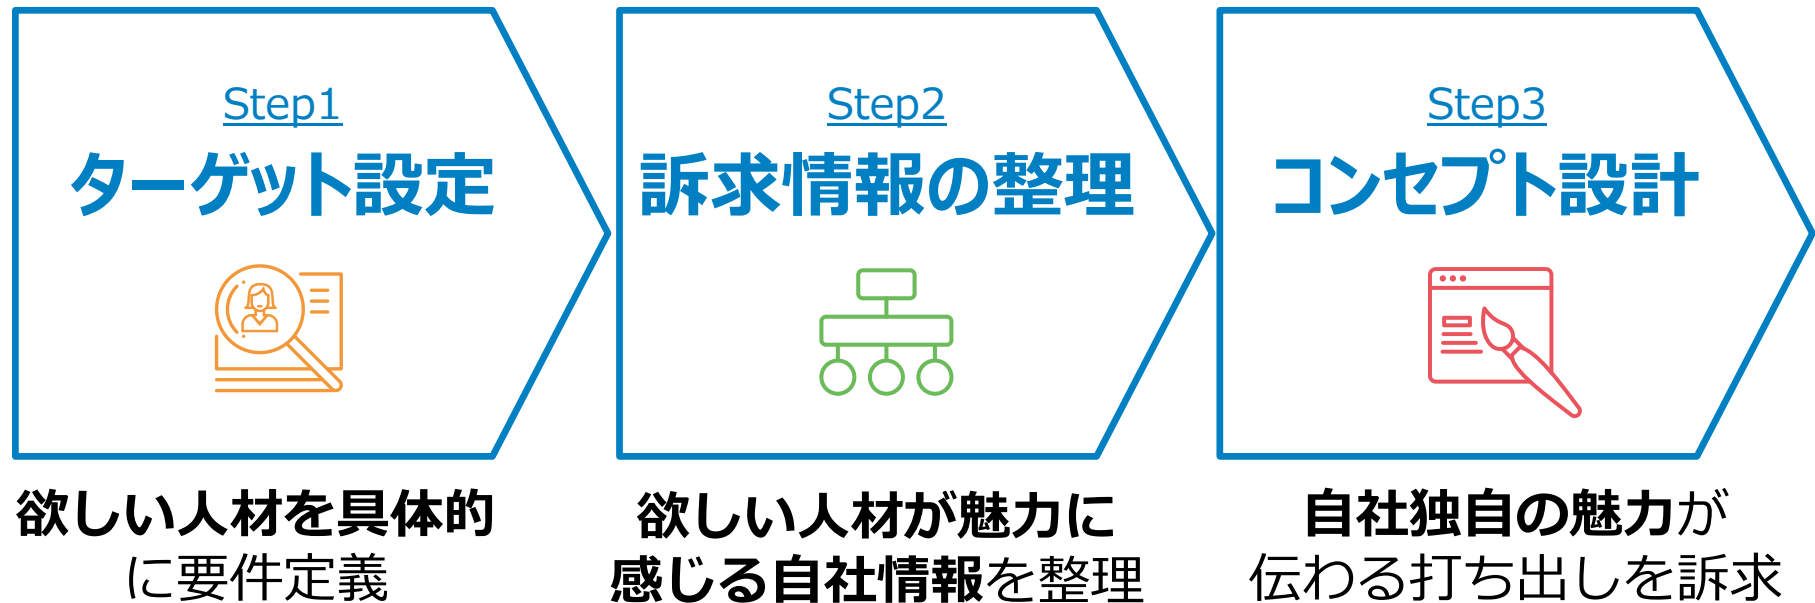 Step1
ターゲット設定
欲しい人材を具体的
に要件定義
Step2
訴求情報の整理
欲しい人材が魅力に
感じる自社情報を整理
Step3
コンセプト設計
自社独自の魅力が
伝わる打ち出しを訴求